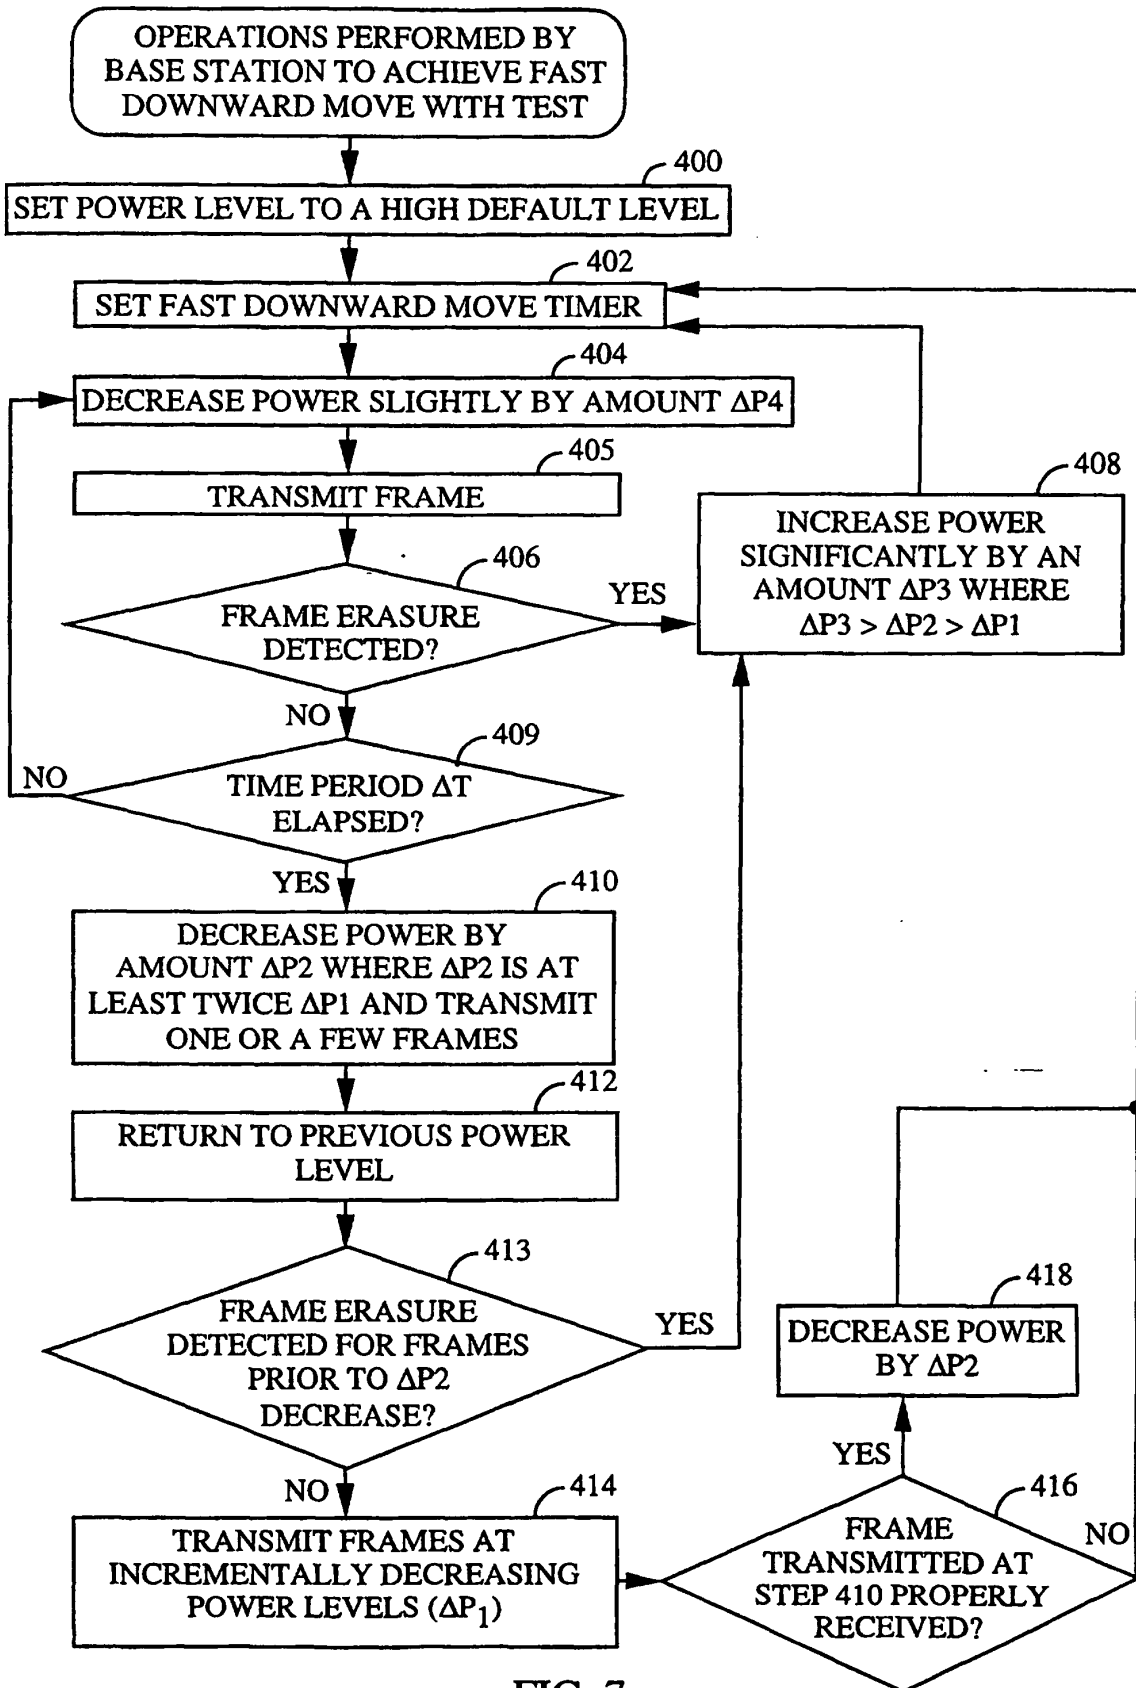 OPERATIONS PERFORMED BY
BASE STATION TO ACHIEVE FAST
DOWNWARD MOVE WITH TEST
400
SET POWER LEVEL TO A HIGH DEFAULT LEVEL
402
SET FAST DOWNWARD MOVE TIMER
404
DECREASE POWER SLIGHTLY BY AMOUNT ΔP4
405
TRANSMIT FRAME
408
INCREASE POWER
SIGNIFICANTLY BY AN
AMOUNT ΔP3 WHERE
ΔP3 > ΔP2 > ΔP1
406
FRAME ERASURE
DETECTED?
YES
NO
409
TIME PERIOD ΔT
ELAPSED?
NO
YES
410
DECREASE POWER BY
AMOUNT ΔP2 WHERE ΔP2 IS AT
LEAST TWICE ΔP1 AND TRANSMIT
ONE OR A FEW FRAMES
412
RETURN TO PREVIOUS POWER
LEVEL
413
FRAME ERASURE
DETECTED FOR FRAMES
PRIOR TO ΔP2
DECREASE?
YES
NO
414
TRANSMIT FRAMES AT
INCREMENTALLY DECREASING
POWER LEVELS (ΔP1)
418
DECREASE POWER
BY ΔP2
YES
416
FRAME
TRANSMITTED AT
STEP 410 PROPERLY
RECEIVED?
NO